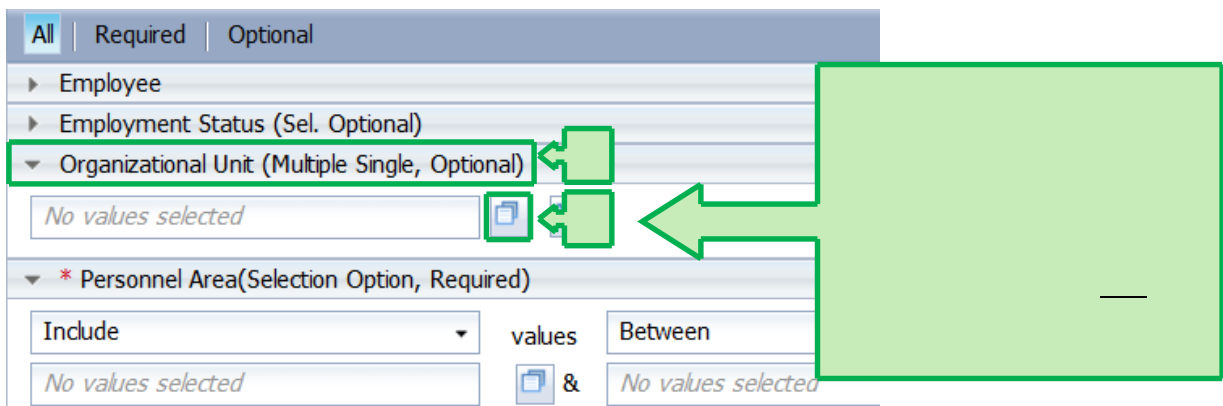 All Required Optional
Employee
Employment Status (Sel. Optional)
Organizational Unit (Multiple Single, Optional)
No values selected
* Personnel Area(Selection Option, Required)
Include values Between
No values selected & No values selected